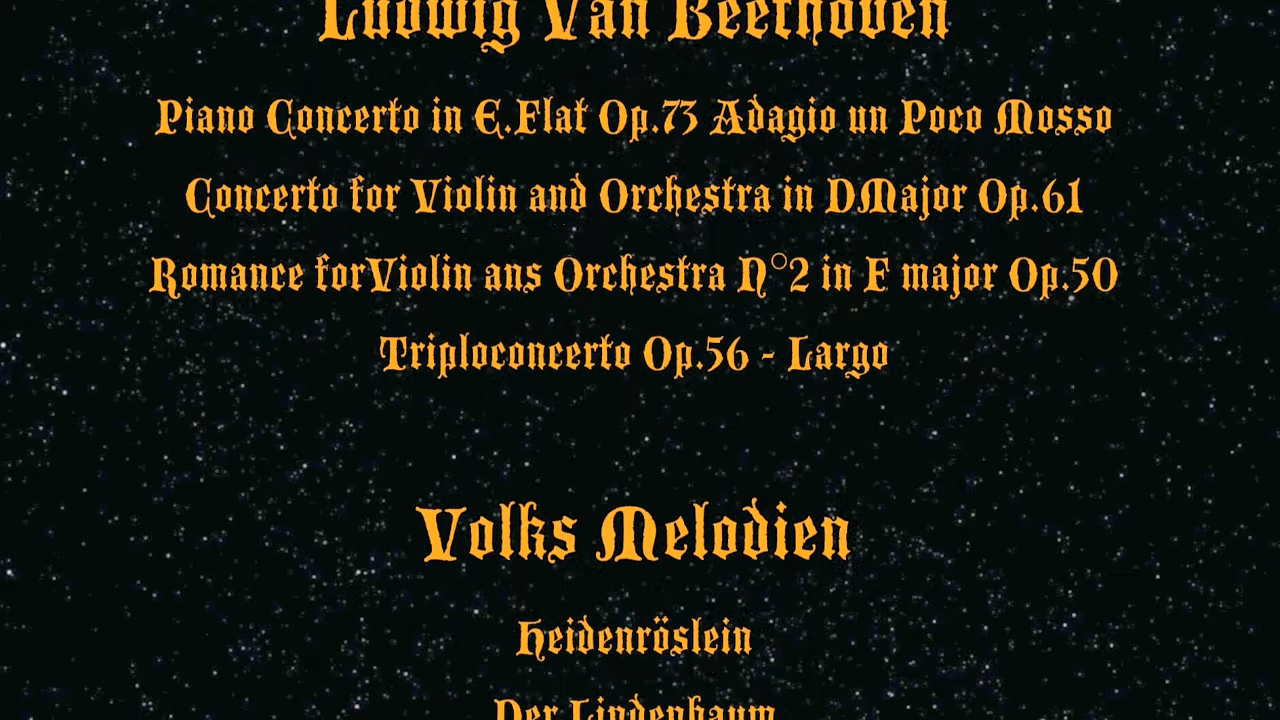 Ludwig Van Beethoven
Piano Concerto in E.Flat Op.73 Adagio un Poco Mosso
Concerto for Violin and Orchestra in DMajor Op.61
Romance forViolin ans Orchestra N°2 in F major Op.50
Triploconcerto Op.56 - Largo
Volks Melodien
Heidenröslein
Der Lindenbaum